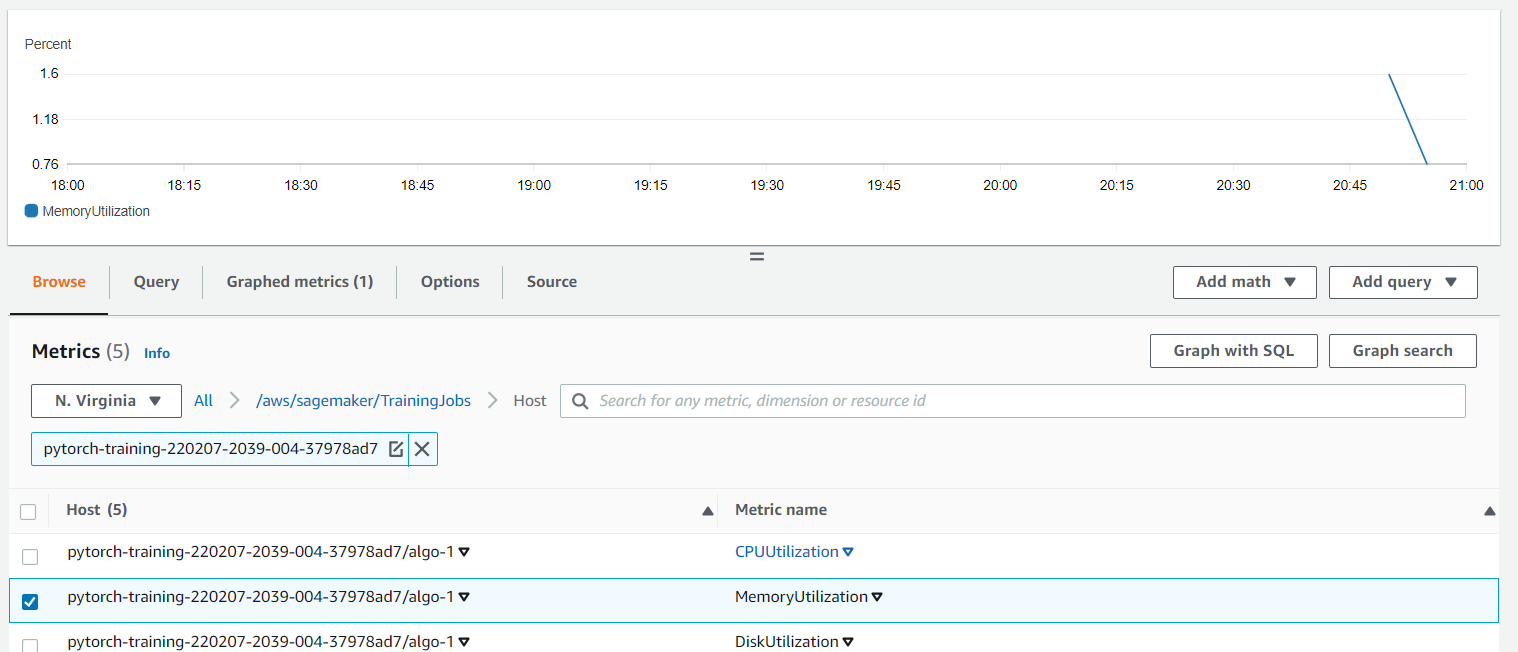 Percent
1.6
1.18
0.76
18:00 18:15 18:30 18:45 19:00 19:15 19:30 19:45 20:00 20:15 20:30 20:45 21:00
MemoryUtilization
Browse Query Graphed metrics (1) Options Source Add math Add query
Metrics (5) Info Graph with SQL Graph search
N. Virginia All /aws/sagemaker/TrainingJobs Host Search for any metric, dimension or resource id
pytorch-training-220207-2039-004-37978ad7
Host (5) Metric name
pytorch-training-220207-2039-004-37978ad7/algo-1 CPUUtilization
pytorch-training-220207-2039-004-37978ad7/algo-1 MemoryUtilization
pytorch-training-220207-2039-004-37978ad7/algo-1 DiskUtilization